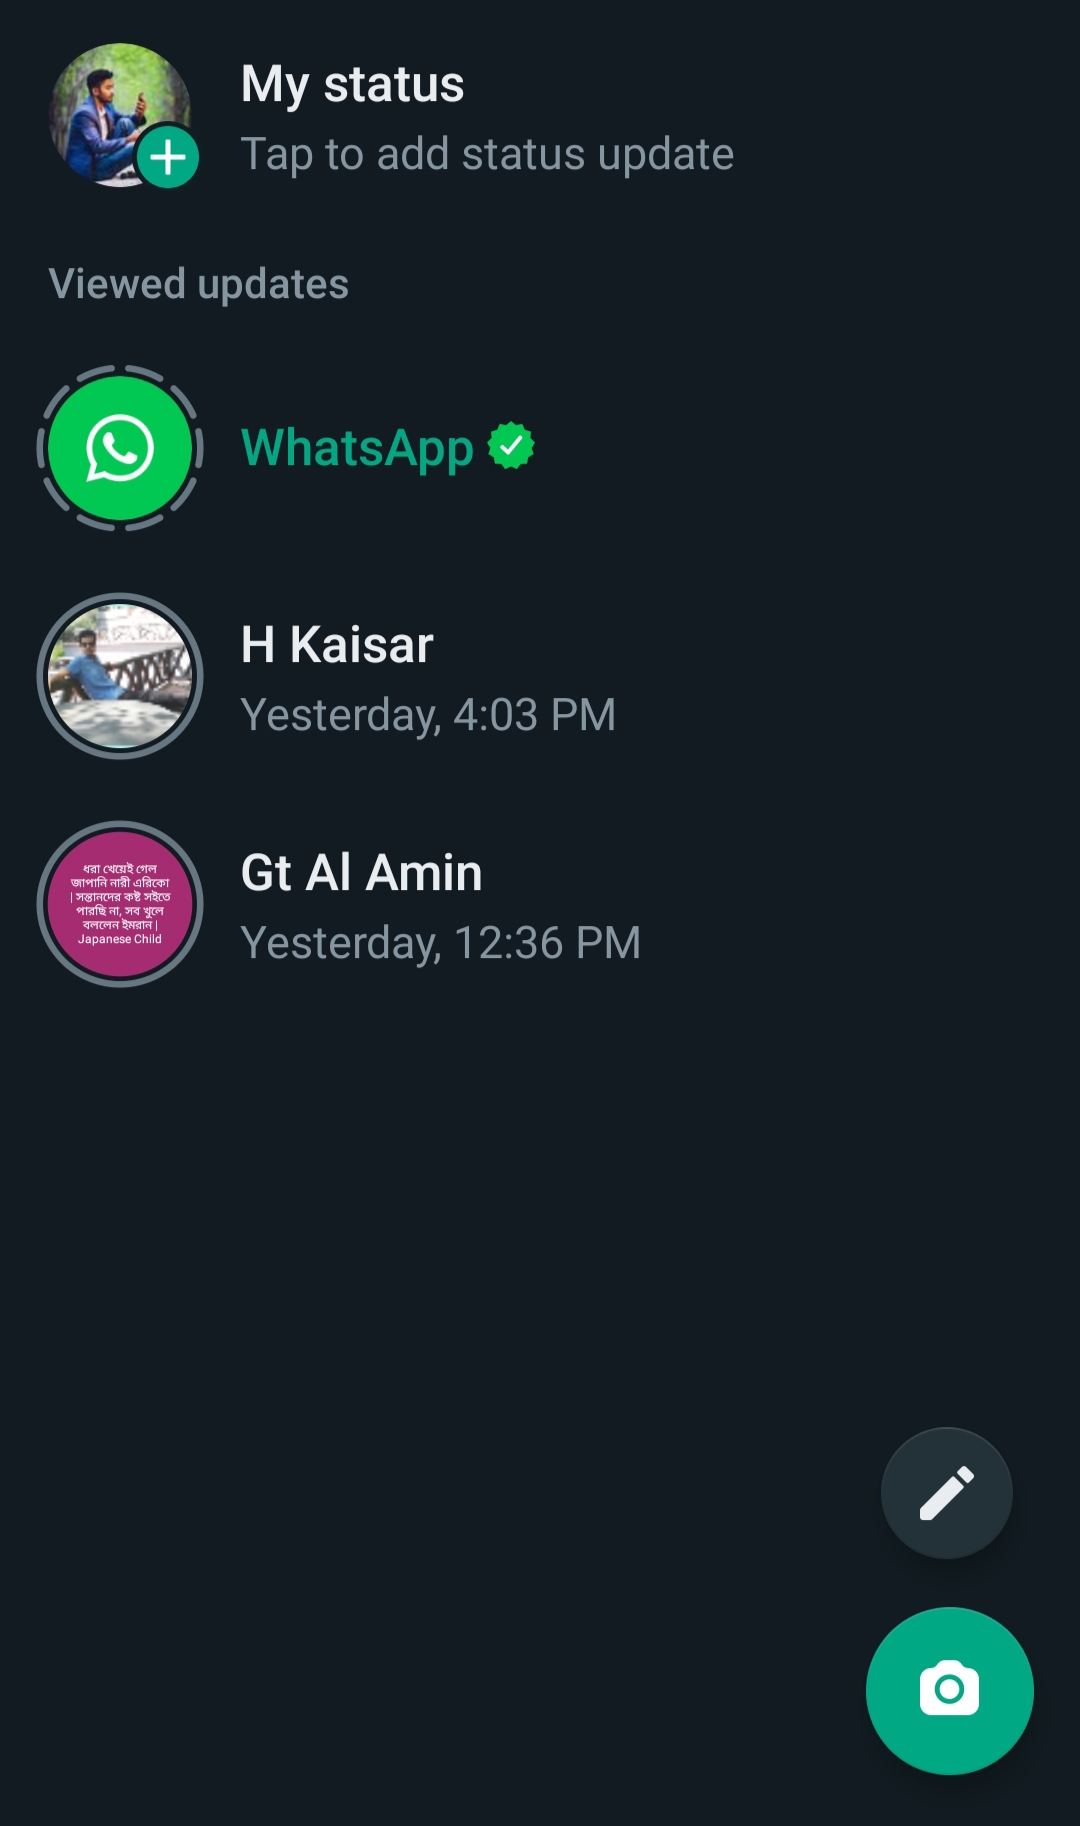 My status
Tap to add status update
Viewed updates
WhatsApp
H Kaisar
Yesterday, 4:03 PM
ধরা খেয়েই গেল
জাপানি নারী এরিকো
| সন্তানদের কষ্ট সইতে
পারছি না, সব খুলে
বললেন ইমরান |
Japanese Child
Gt Al Amin
Yesterday, 12:36 PM